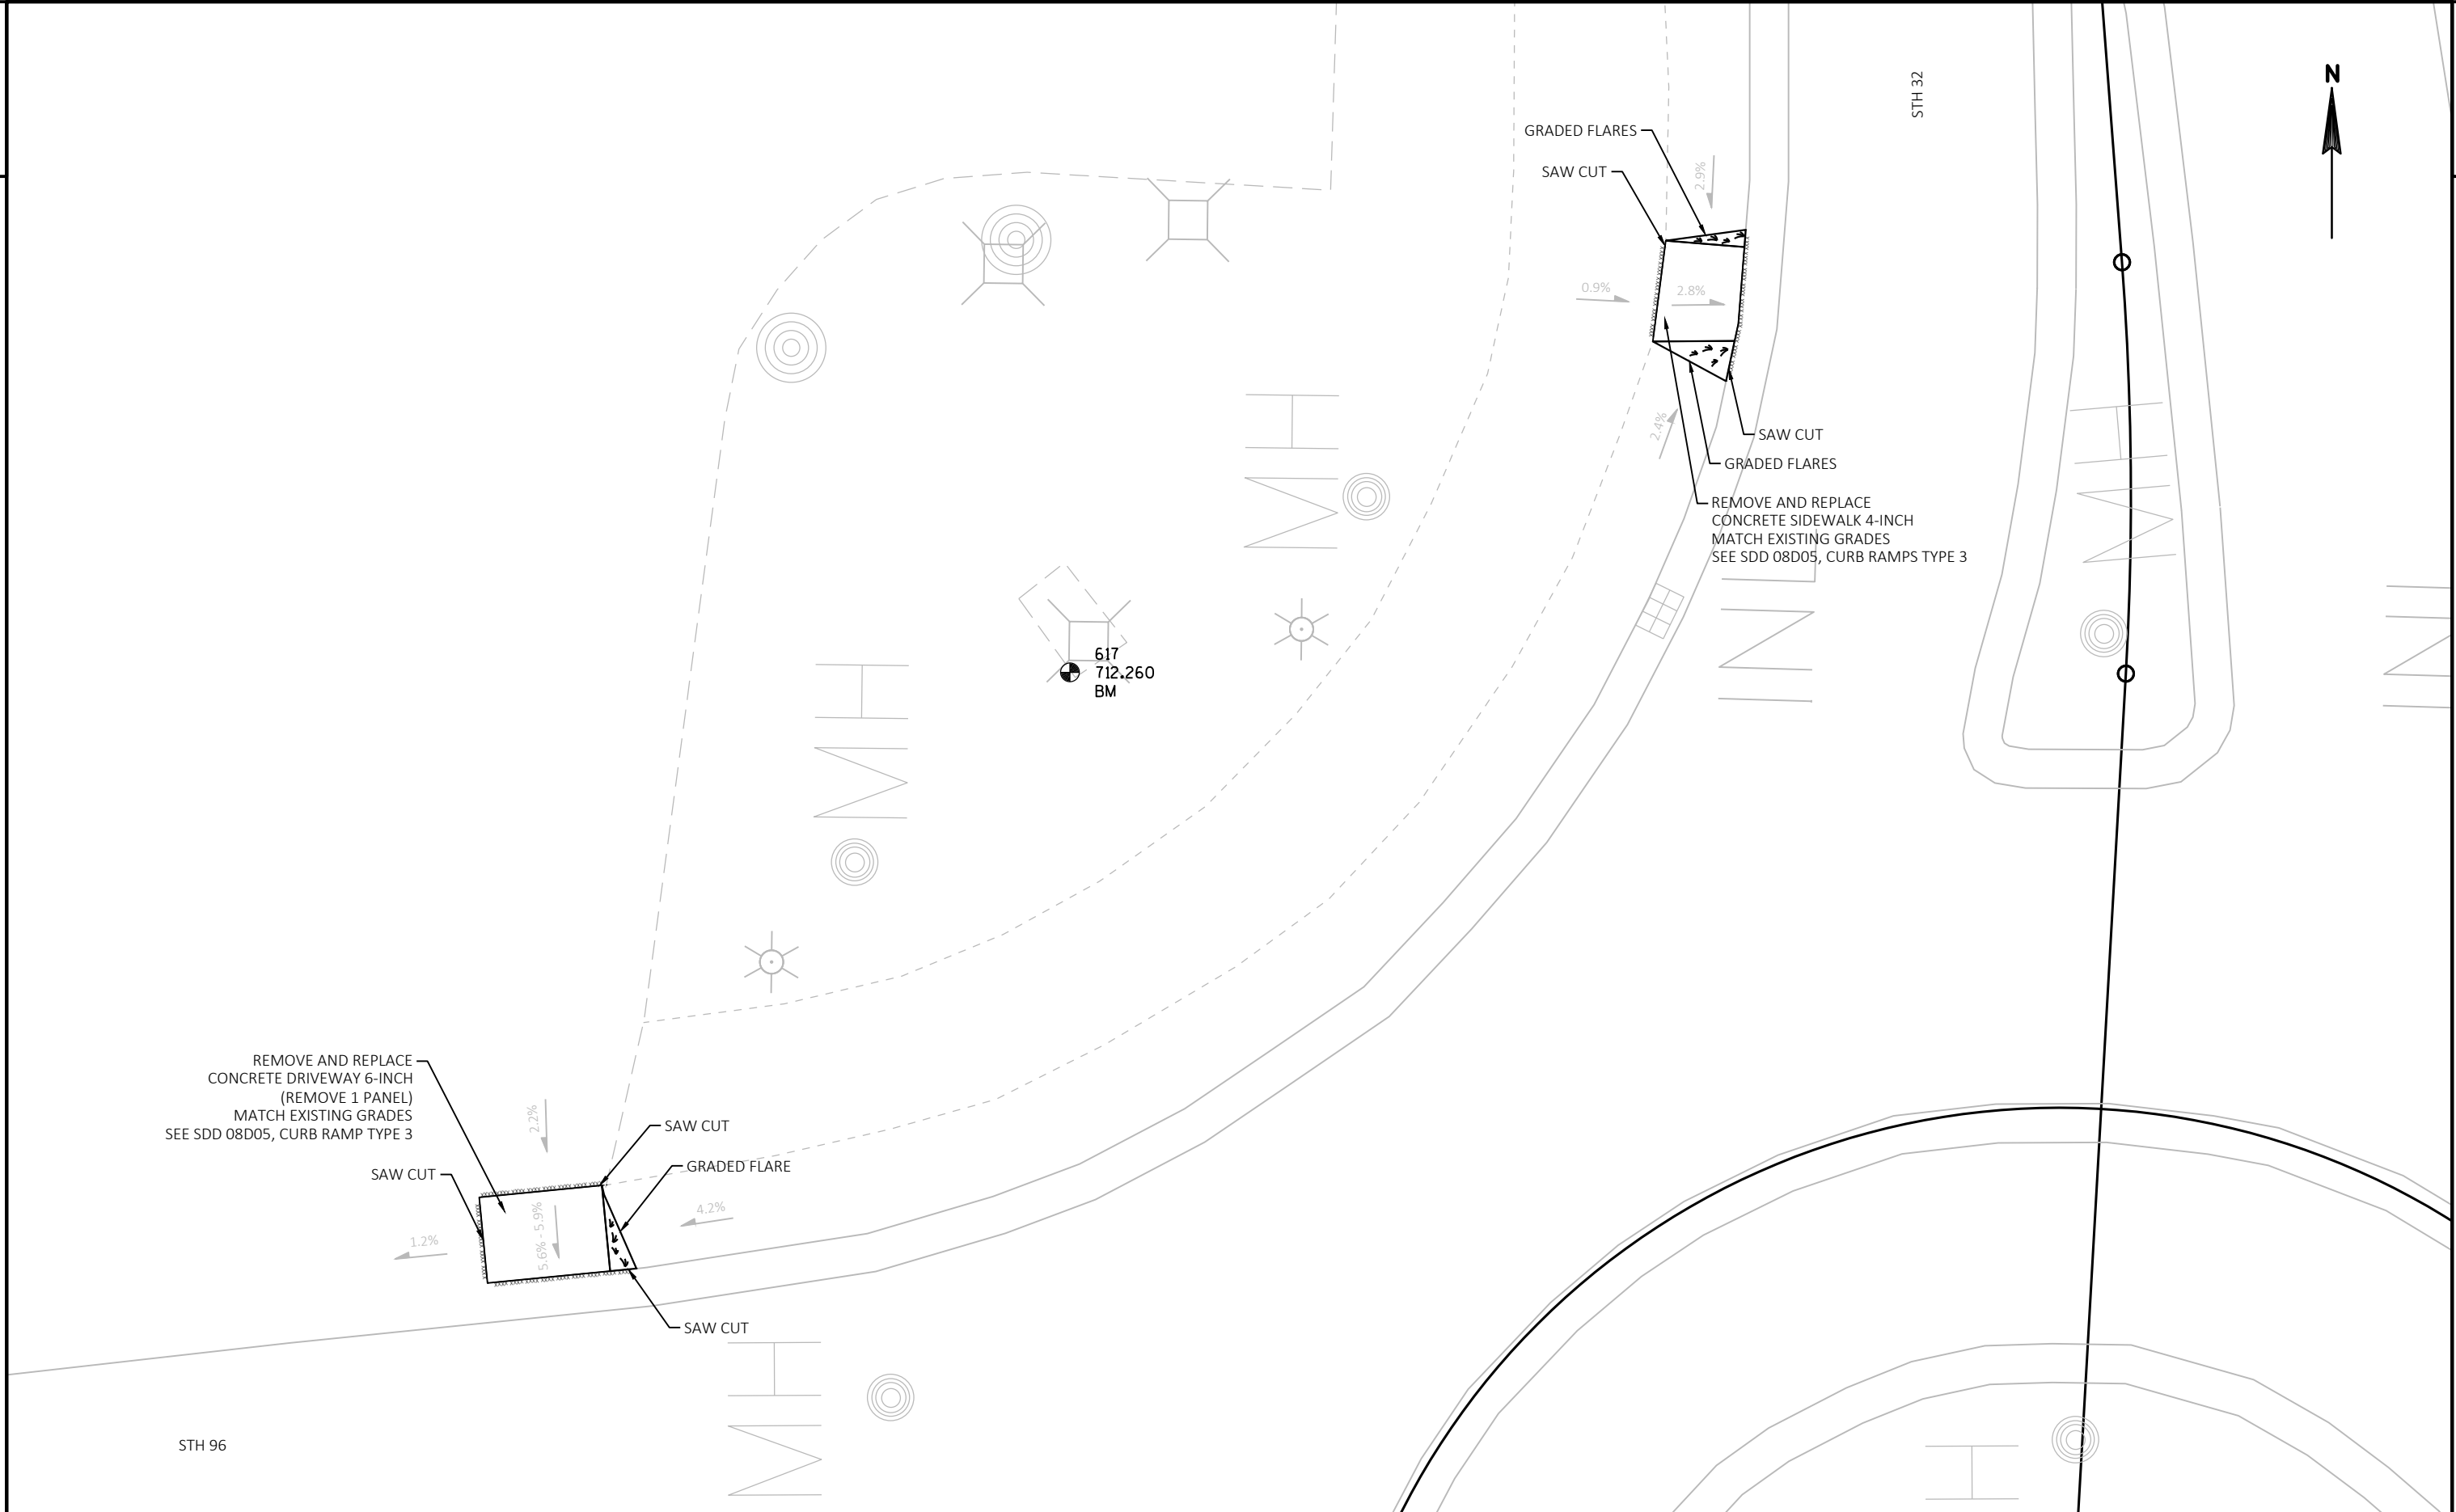 STH 32
N
GRADED FLARES
SAW CUT
2.9%
0.9%
2.8%
2.4%
SAW CUT
GRADED FLARES
REMOVE AND REPLACE
CONCRETE SIDEWALK 4-INCH
MATCH EXISTING GRADES
SEE SDD 08D05, CURB RAMPS TYPE 3
MH
MH
617
712.260
BM
MH
REMOVE AND REPLACE
CONCRETE DRIVEWAY 6-INCH
(REMOVE 1 PANEL)
MATCH EXISTING GRADES
SEE SDD 08D05, CURB RAMP TYPE 3
2.2%
SAW CUT
GRADED FLARE
SAW CUT
5.6% - 5.9%
4.2%
1.2%
SAW CUT
MH
STH 96